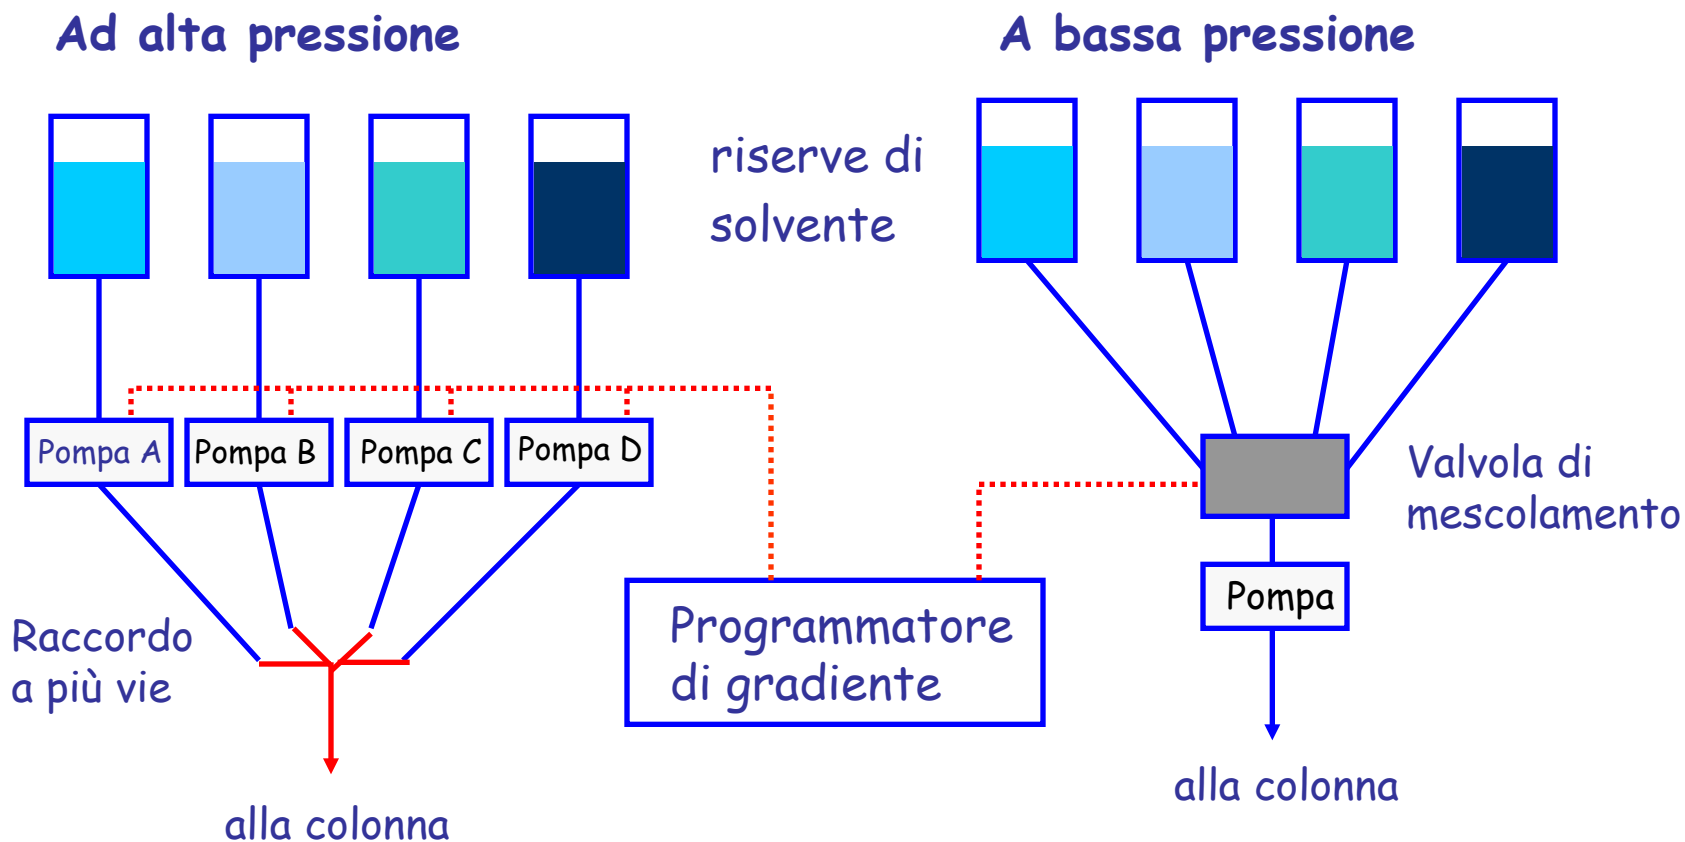 Ad alta pressione
A bassa pressione
riserve di
solvente
Pompa A
Pompa B
Pompa C
Pompa D
Valvola di
mescolamento
Pompa
Programmatore
di gradiente
Raccordo
a più vie
alla colonna
alla colonna